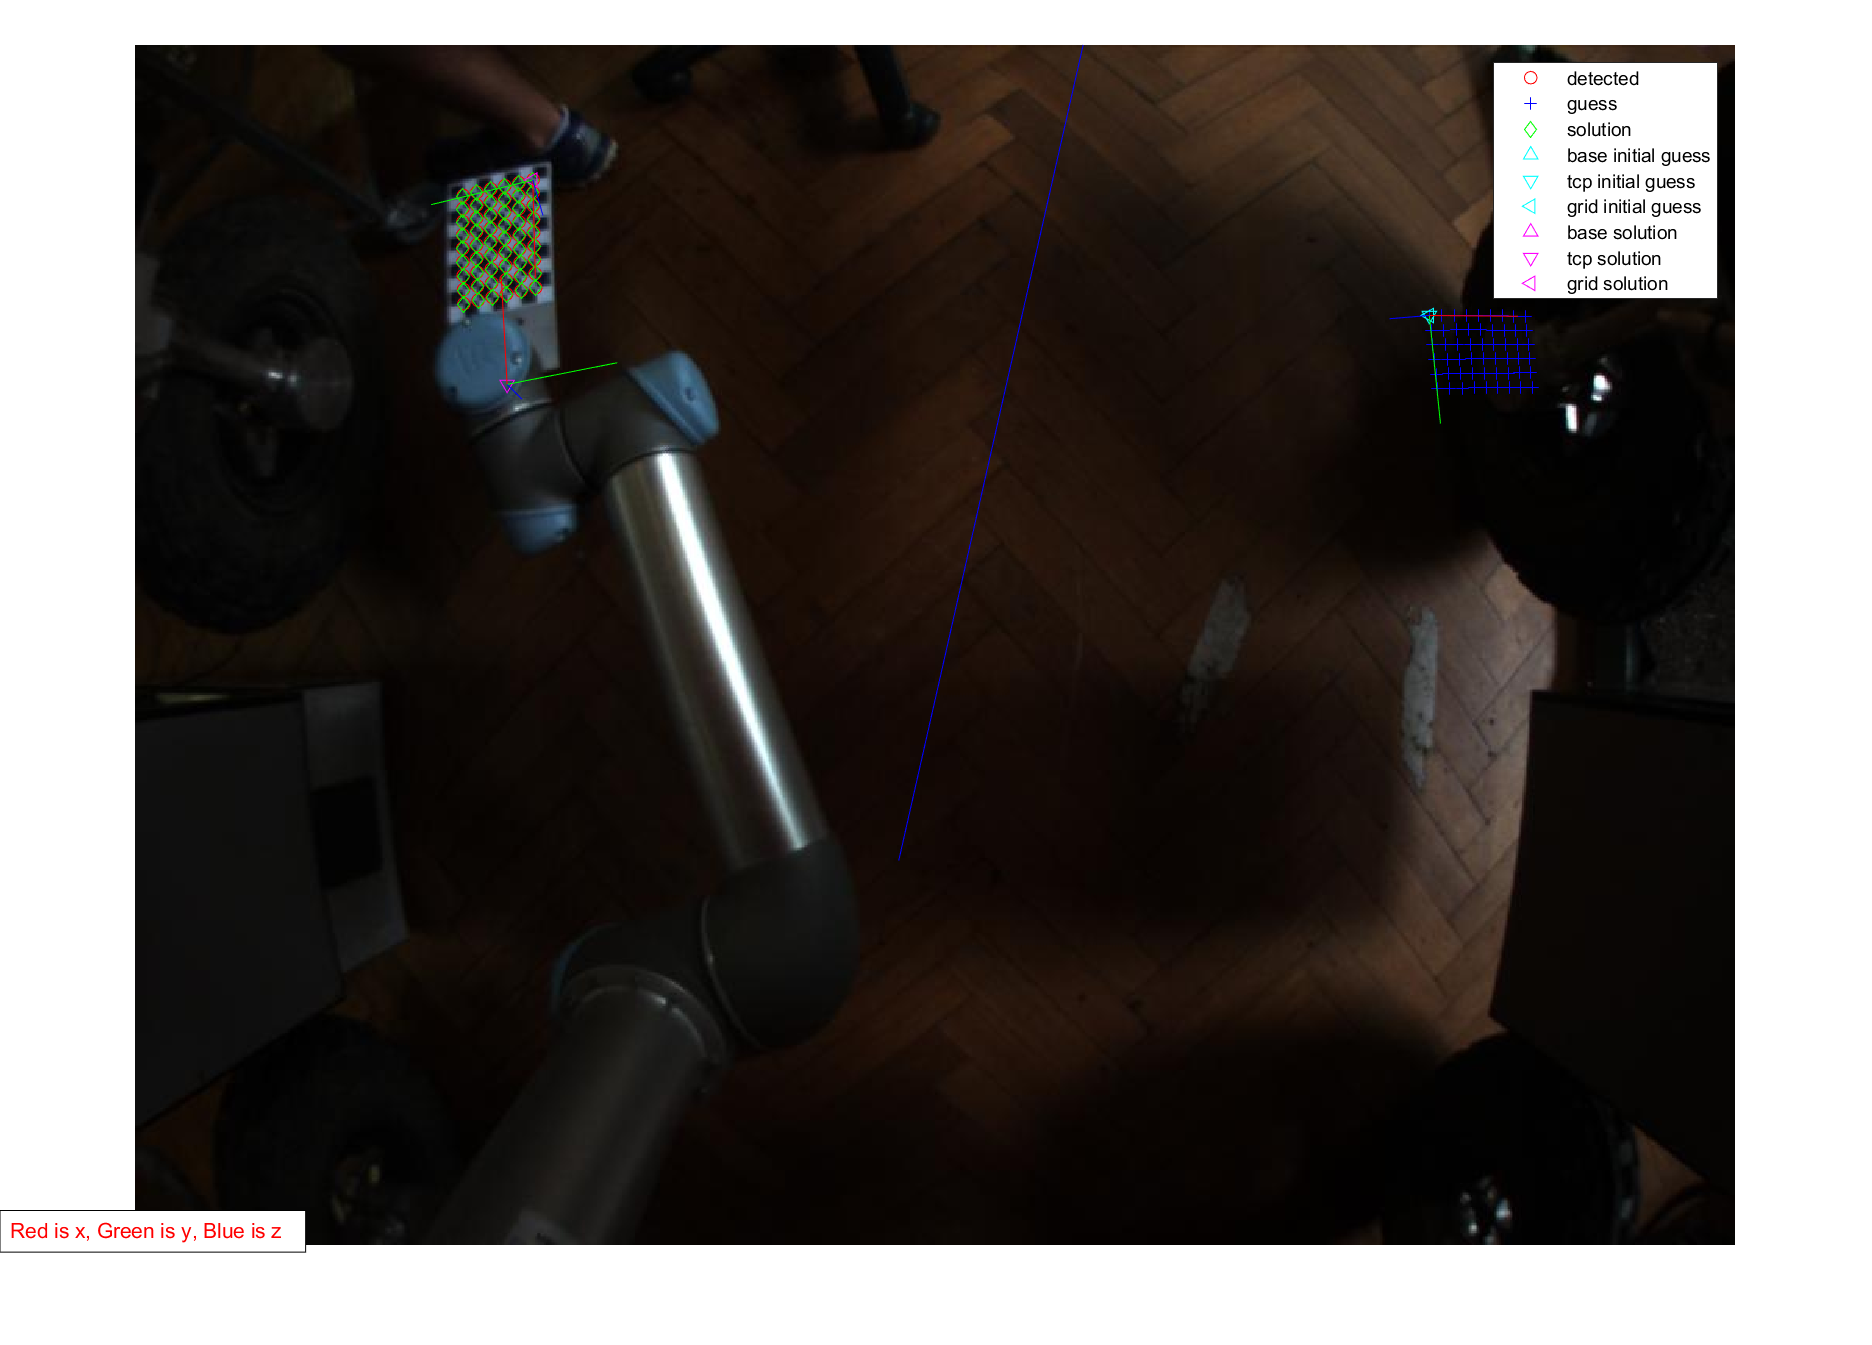 detected
guess
solution
base initial guess
tcp initial guess
grid initial guess
base solution
tcp solution
grid solution
Red is x, Green is y, Blue is z